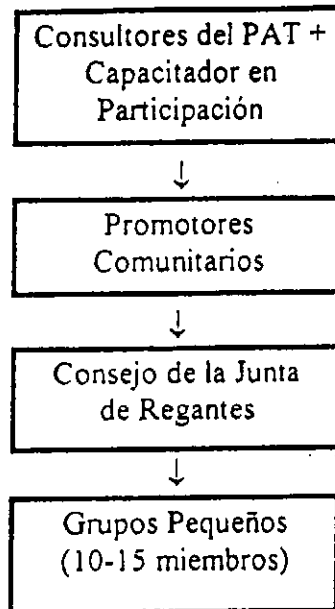 Consultores del PAT +
Capacitador en
Participación
↓
Promotores
Comunitarios
↓
Consejo de la Junta
de Regantes
↓
Grupos Pequeños
(10-15 miembros)